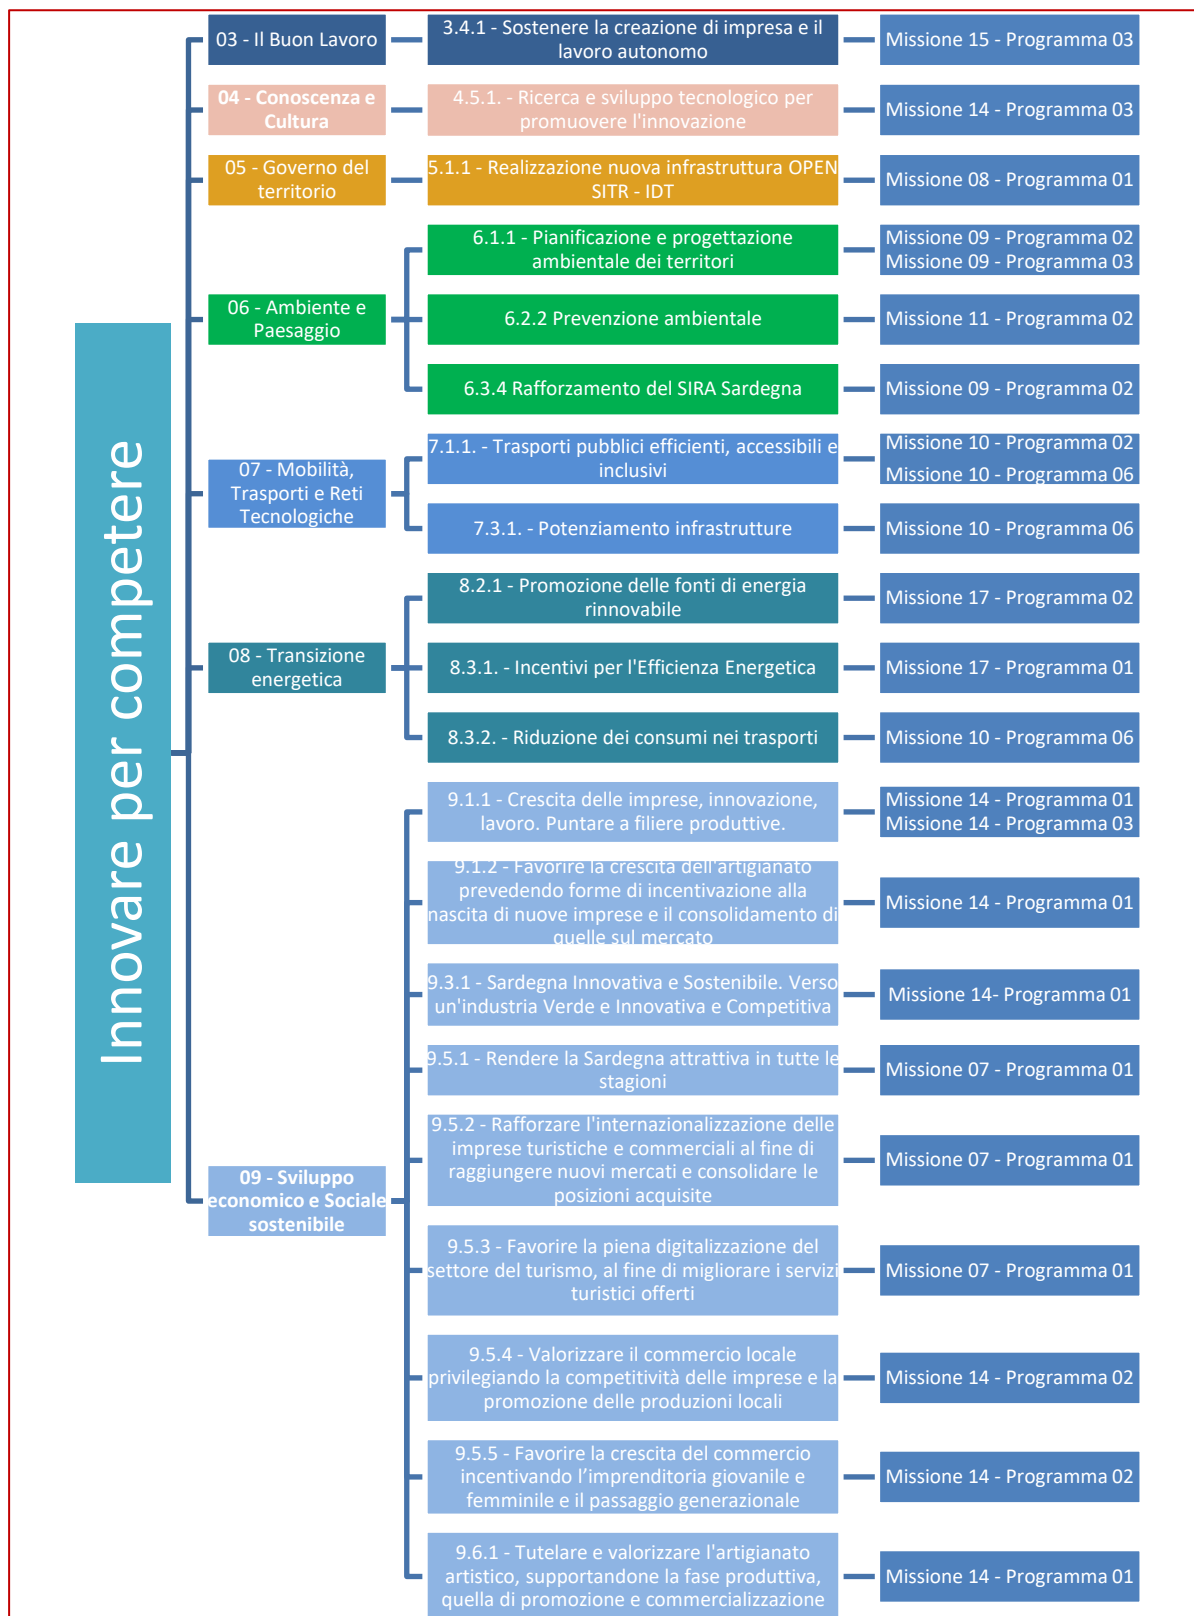 Innovare per competere
03 - Il Buon Lavoro
3.4.1 - Sostenere la creazione di impresa e il
lavoro autonomo
Missione 15 - Programma 03
04 - Conoscenza e
Cultura
4.5.1. - Ricerca e sviluppo tecnologico per
promuovere l'innovazione
Missione 14 - Programma 03
05 - Governo del
territorio
5.1.1 - Realizzazione nuova infrastruttura OPEN
SITR - IDT
Missione 08 - Programma 01
06 - Ambiente e
Paesaggio
6.1.1 - Pianificazione e progettazione
ambientale dei territori
Missione 09 - Programma 02
Missione 09 - Programma 03
6.2.2 Prevenzione ambientale
Missione 11 - Programma 02
6.3.4 Rafforzamento del SIRA Sardegna
Missione 09 - Programma 02
07 - Mobilità,
Trasporti e Reti
Tecnologiche
7.1.1. - Trasporti pubblici efficienti, accessibili e
inclusivi
Missione 10 - Programma 02
Missione 10 - Programma 06
7.3.1. - Potenziamento infrastrutture
Missione 10 - Programma 06
08 - Transizione
energetica
8.2.1 - Promozione delle fonti di energia
rinnovabile
Missione 17 - Programma 02
8.3.1. - Incentivi per l'Efficienza Energetica
Missione 17 - Programma 01
8.3.2. - Riduzione dei consumi nei trasporti
Missione 10 - Programma 06
09 - Sviluppo
economico e Sociale
sostenibile
9.1.1 - Crescita delle imprese, innovazione,
lavoro. Puntare a filiere produttive.
Missione 14 - Programma 01
Missione 14 - Programma 03
9.1.2 - Favorire la crescita dell'artigianato
prevedendo forme di incentivazione alla
nascita di nuove imprese e il consolidamento di
quelle sul mercato
Missione 14 - Programma 01
9.3.1 - Sardegna Innovativa e Sostenibile. Verso
un'industria Verde e Innovativa e Competitiva
Missione 14- Programma 01
9.5.1 - Rendere la Sardegna attrattiva in tutte le
stagioni
Missione 07 - Programma 01
9.5.2 - Rafforzare l'internazionalizzazione delle
imprese turistiche e commerciali al fine di
raggiungere nuovi mercati e consolidare le
posizioni acquisite
Missione 07 - Programma 01
9.5.3 - Favorire la piena digitalizzazione del
settore del turismo, al fine di migliorare i servizi
turistici offerti
Missione 07 - Programma 01
9.5.4 - Valorizzare il commercio locale
privilegiando la competitività delle imprese e la
promozione delle produzioni locali
Missione 14 - Programma 02
9.5.5 - Favorire la crescita del commercio
incentivando l’imprenditoria giovanile e
femminile e il passaggio generazionale
Missione 14 - Programma 02
9.6.1 - Tutelare e valorizzare l'artigianato
artistico, supportandone la fase produttiva,
quella di promozione e commercializzazione
Missione 14 - Programma 01